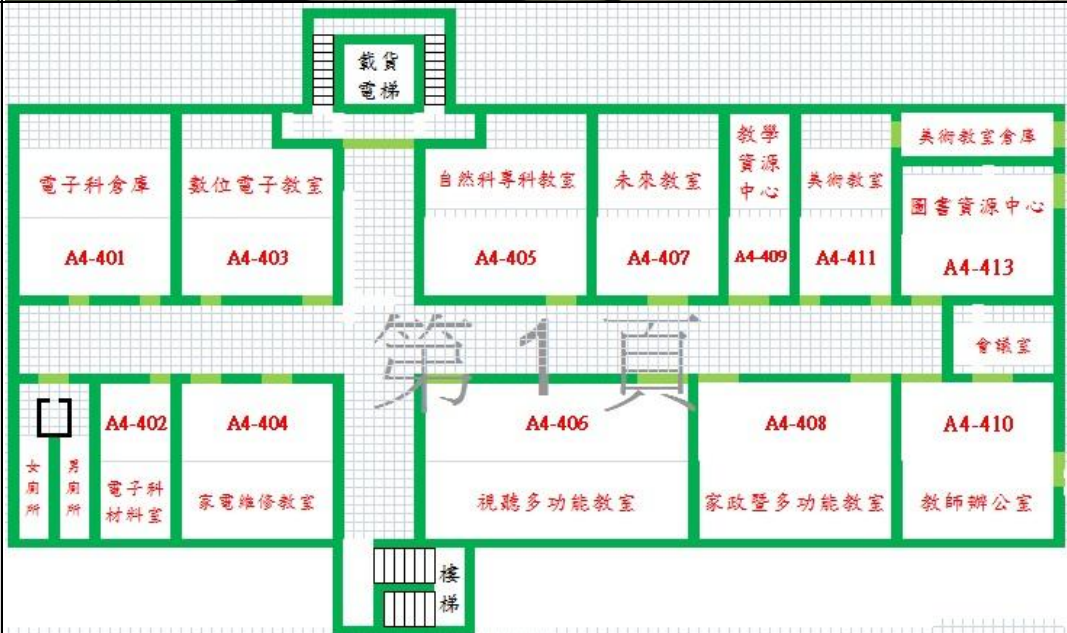 載貨
電梯
電子科倉庫
A4-401
數位電子教室
A4-403
自然科專科教室
A4-405
未來教室
A4-407
教學
資源
中心
A4-409
美術教室
A4-411
美術教室倉庫
圖書資源中心
A4-413
會議室
第 1 頁
女廁所
男廁所
A4-402
電子科
材料室
A4-404
家電維修教室
A4-406
視聽多功能教室
A4-408
家政暨多功能教室
A4-410
教師辦公室
樓梯